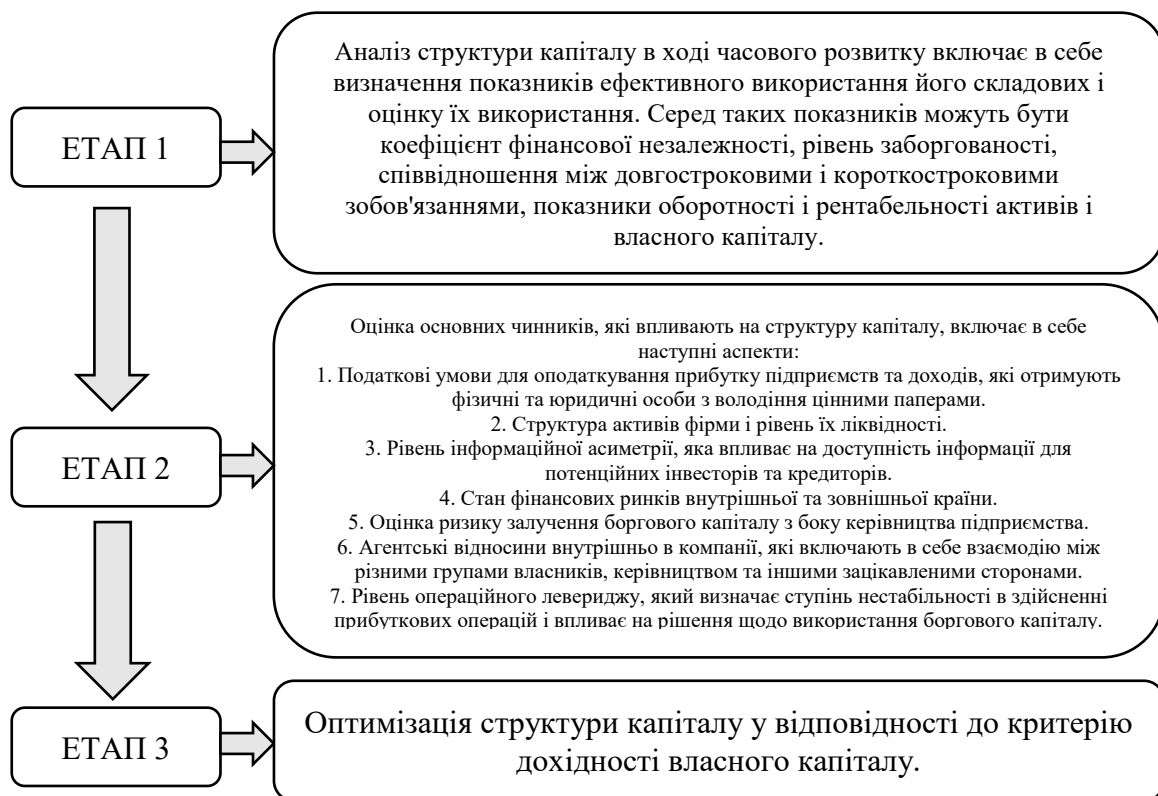 ЕТАП 1
Аналіз структури капіталу в ході часового розвитку включає в себе
визначення показників ефективного використання його складових і
оцінку їх використання. Серед таких показників можуть бути
коефіцієнт фінансової незалежності, рівень заборгованості,
співвідношення між довгостроковими і короткостроковими
зобов'язаннями, показники оборотності і рентабельності активів і
власного капіталу.
ЕТАП 2
Оцінка основних чинників, які впливають на структуру капіталу, включає в себе
наступні аспекти:
1. Податкові умови для оподаткування прибутку підприємств та доходів, які отримують
фізичні та юридичні особи з володіння цінними паперами.
2. Структура активів фірми і рівень їх ліквідності.
3. Рівень інформаційної асиметрії, яка впливає на доступність інформації для
потенційних інвесторів та кредиторів.
4. Стан фінансових ринків внутрішньої та зовнішньої країни.
5. Оцінка ризику залучення боргового капіталу з боку керівництва підприємства.
6. Агентські відносини внутрішньо в компанії, які включають в себе взаємодію між
різними групами власників, керівництвом та іншими зацікавленими сторонами.
7. Рівень операційного левериджу, який визначає ступінь нестабільності в здійсненні
прибуткових операцій і впливає на рішення щодо використання боргового капіталу.
ЕТАП 3
Оптимізація структури капіталу у відповідності до критерію
дохідності власного капіталу.